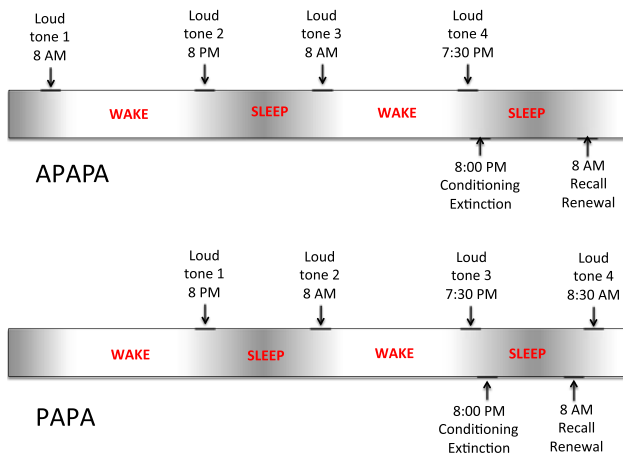 Loud
tone 1
8 AM
Loud
tone 2
8 PM
Loud
tone 3
8 AM
Loud
tone 4
7:30 PM
WAKE
SLEEP
WAKE
SLEEP
APAPA
8:00 PM
Conditioning
Extinction
8 AM
Recall
Renewal
Loud
tone 1
8 PM
Loud
tone 2
8 AM
Loud
tone 3
7:30 PM
Loud
tone 4
8:30 AM
WAKE
SLEEP
WAKE
SLEEP
PAPA
8:00 PM
Conditioning
Extinction
8 AM
Recall
Renewal